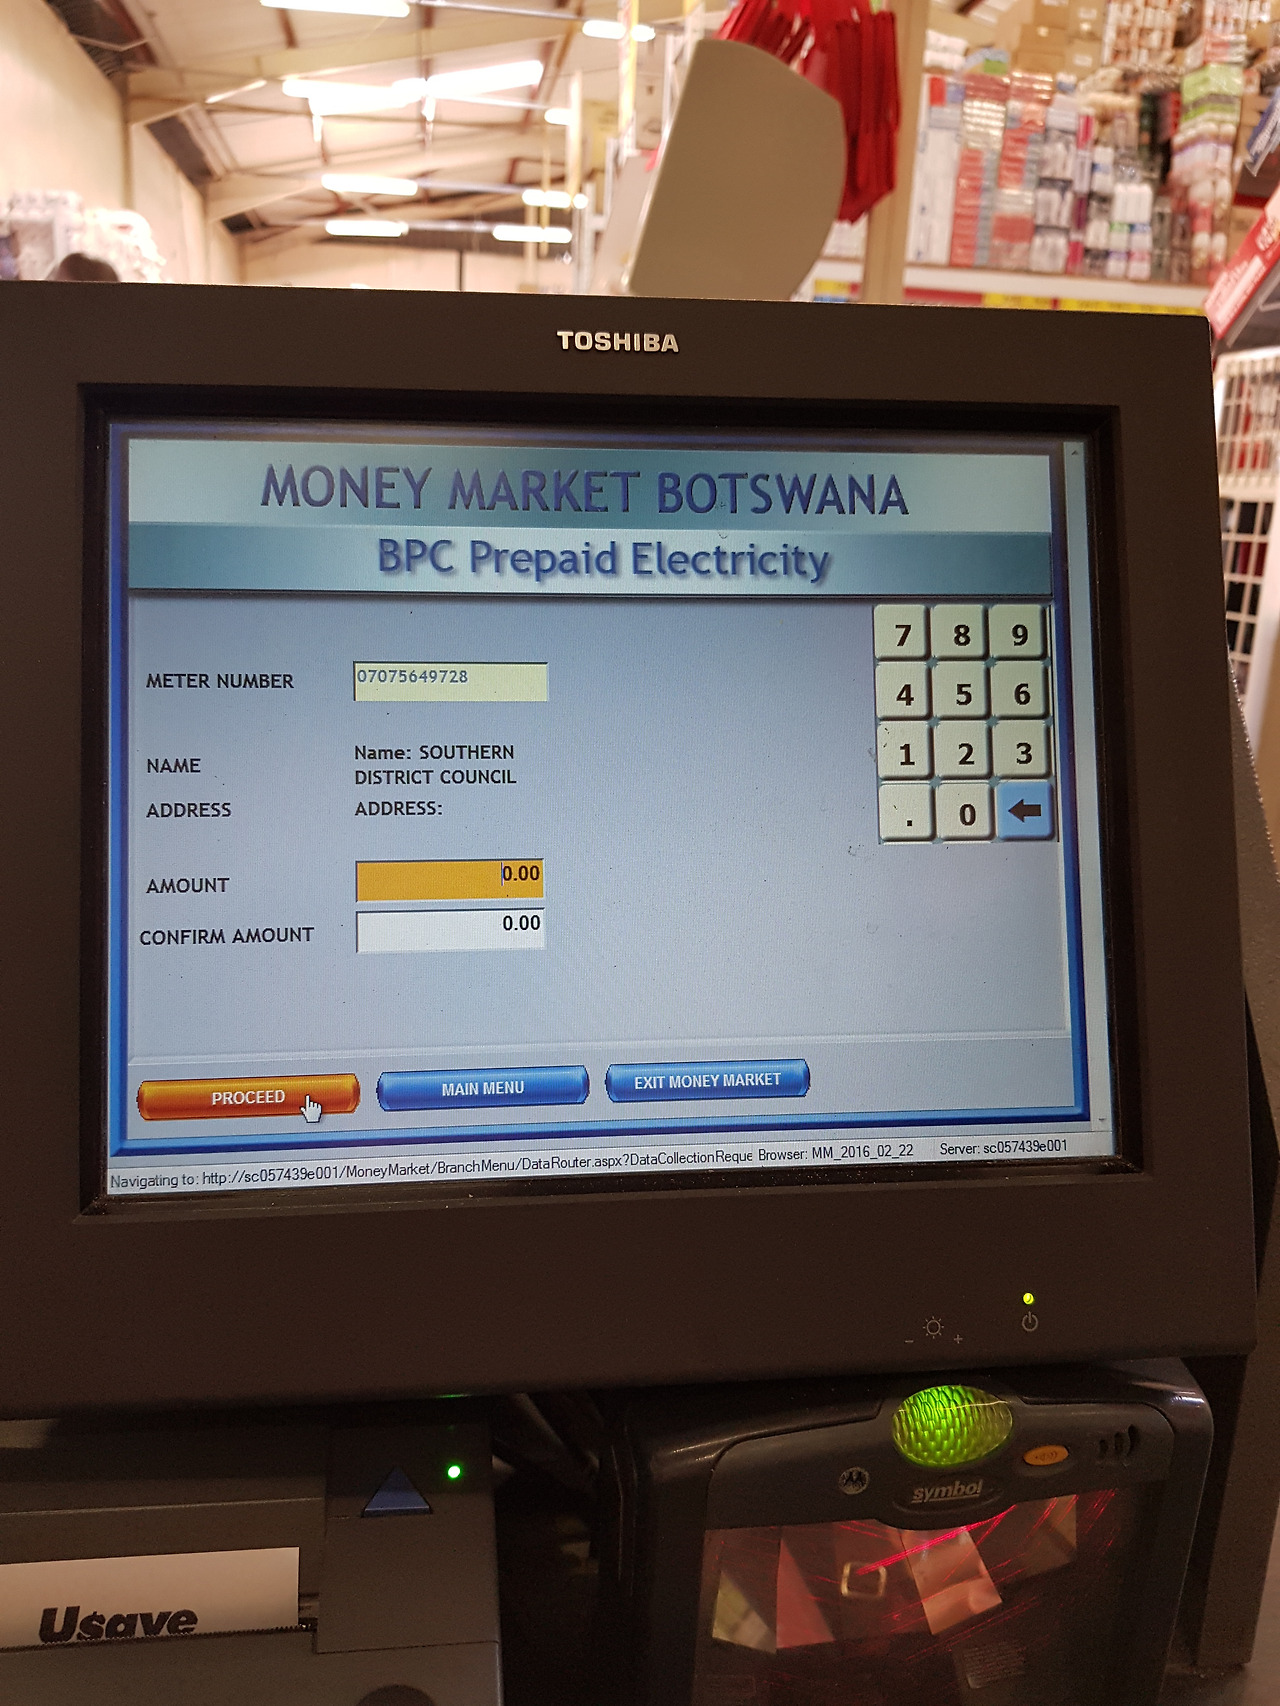 TOSHIBA
MONEY MARKET BOTSWANA
BPC Prepaid Electricity
7 8 9
4 5 6
1 2 3
. 0
METER NUMBER 07075649728
NAME Name: SOUTHERN
DISTRICT COUNCIL
ADDRESS ADDRESS:
AMOUNT 0.00
CONFIRM AMOUNT 0.00
PROCEED MAIN MENU EXIT MONEY MARKET
Navigating to: http://sc057439e001/MoneyMarket/BranchMenu/DataRouter.aspx?DataCollectionReque Browser: MM_2016_02_22 Server: sc057439e001
- +
symbol
Usave